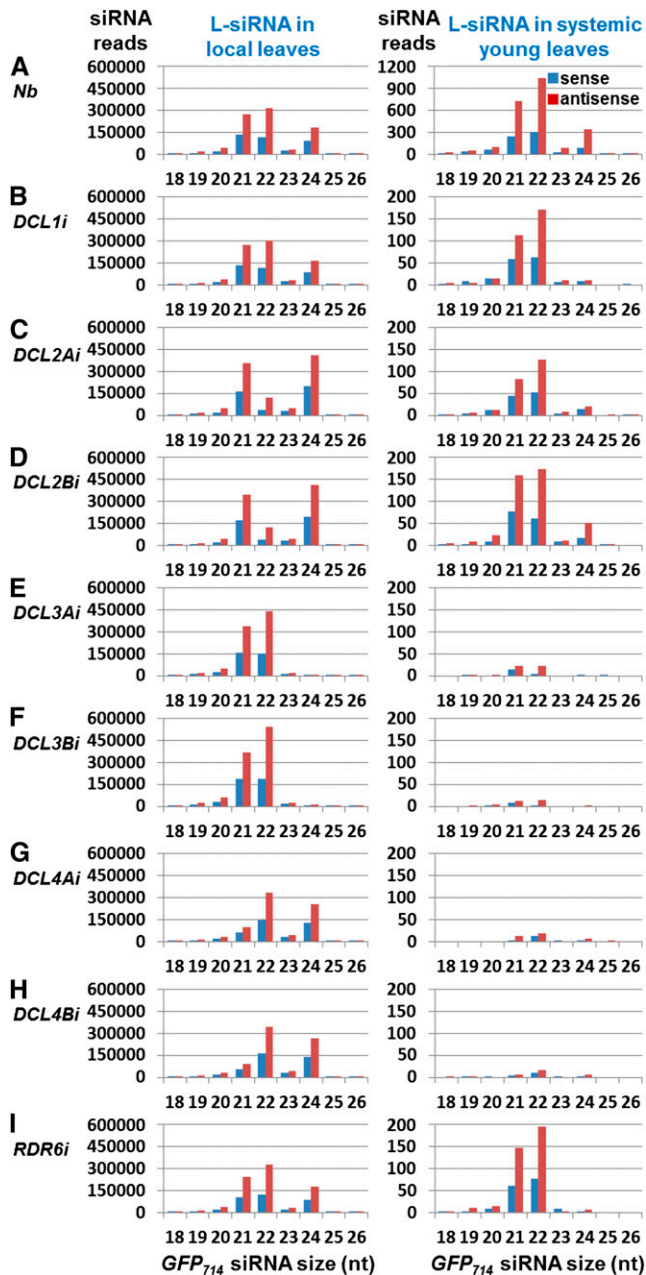 siRNA reads
L-siRNA in local leaves
siRNA reads
L-siRNA in systemic young leaves
A
Nb
600000
450000
300000
150000
0
18 19 20 21 22 23 24 25 26
1200
900
600
300
0
sense
antisense
18 19 20 21 22 23 24 25 26
B
DCL1i
600000
450000
300000
150000
0
18 19 20 21 22 23 24 25 26
200
150
100
50
0
18 19 20 21 22 23 24 25 26
C
DCL2Ai
600000
450000
300000
150000
0
18 19 20 21 22 23 24 25 26
200
150
100
50
0
18 19 20 21 22 23 24 25 26
D
DCL2Bi
600000
450000
300000
150000
0
18 19 20 21 22 23 24 25 26
200
150
100
50
0
18 19 20 21 22 23 24 25 26
E
DCL3Ai
600000
450000
300000
150000
0
18 19 20 21 22 23 24 25 26
200
150
100
50
0
18 19 20 21 22 23 24 25 26
F
DCL3Bi
600000
450000
300000
150000
0
18 19 20 21 22 23 24 25 26
200
150
100
50
0
18 19 20 21 22 23 24 25 26
G
DCL4Ai
600000
450000
300000
150000
0
18 19 20 21 22 23 24 25 26
200
150
100
50
0
18 19 20 21 22 23 24 25 26
H
DCL4Bi
600000
450000
300000
150000
0
18 19 20 21 22 23 24 25 26
200
150
100
50
0
18 19 20 21 22 23 24 25 26
I
RDR6i
600000
450000
300000
150000
0
18 19 20 21 22 23 24 25 26
200
150
100
50
0
18 19 20 21 22 23 24 25 26
GFP714 siRNA size (nt)
GFP714 siRNA size (nt)